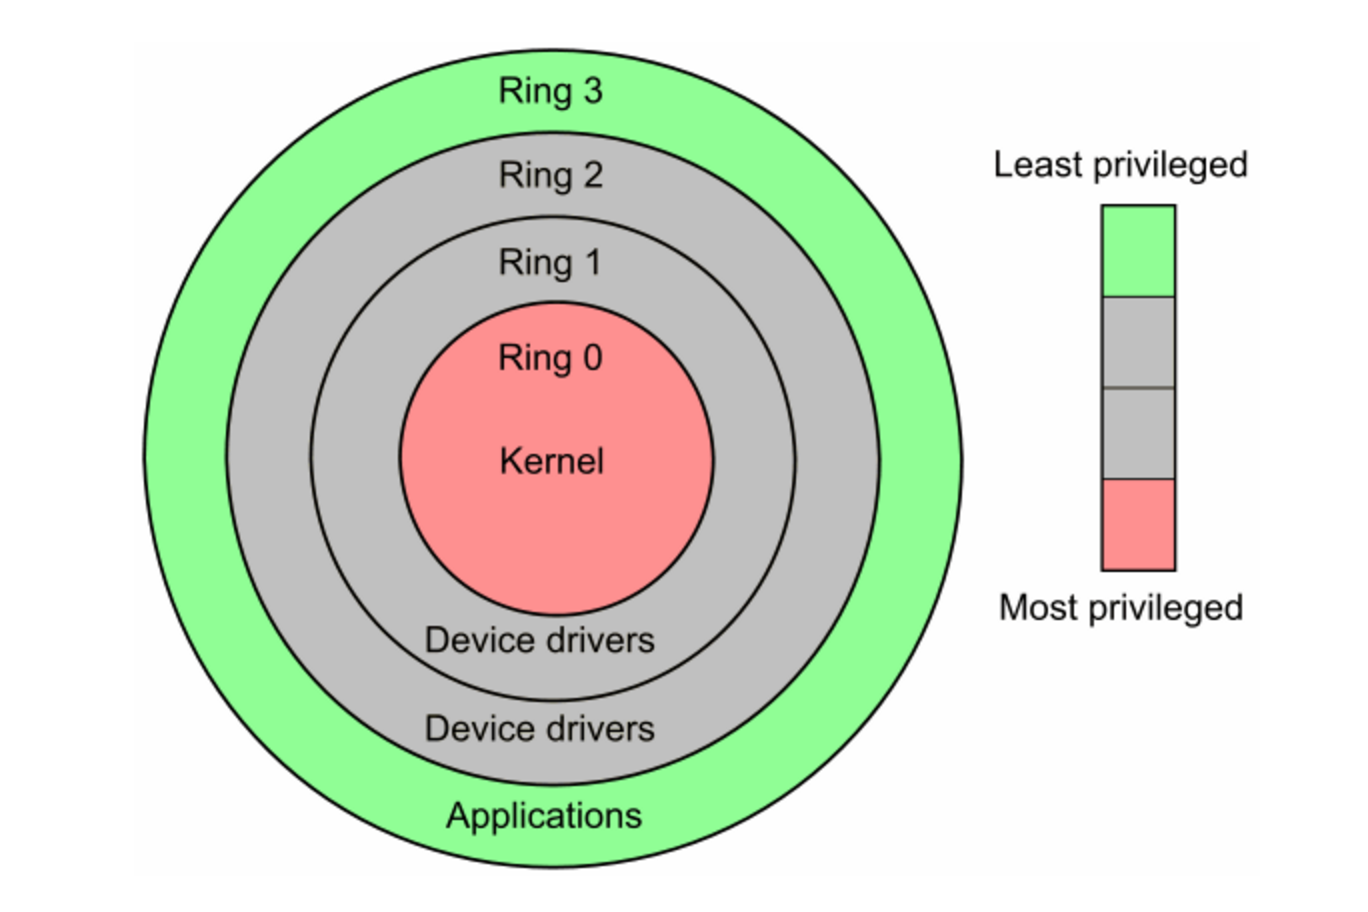 Ring 3
Ring 2
Ring 1
Ring 0
Kernel
Device drivers
Device drivers
Applications
Least privileged
Most privileged